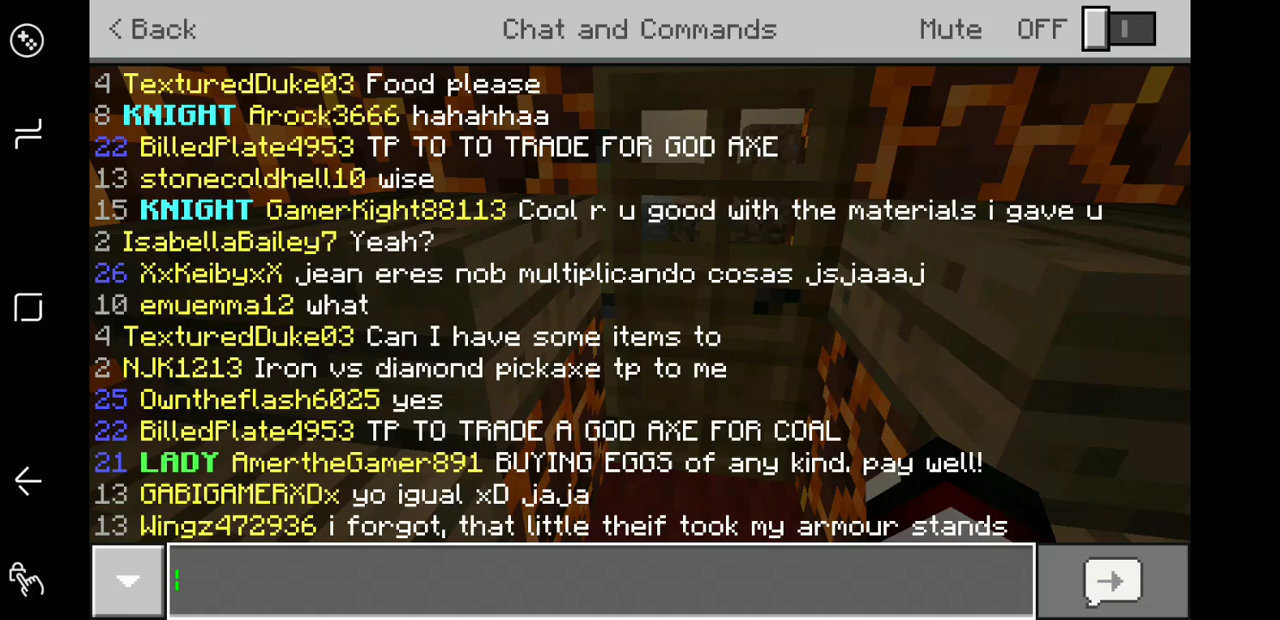 < Back
Chat and Commands
Mute OFF
4 TexturedDuke03 Food please
8 KNIGHT Arock3666 hahahhaa
22 BilledPlate4953 TP TO TO TRADE FOR GOD AXE
13 stonecoldhell10 wise
15 KNIGHT GamerKight88113 Cool r u good with the materials i gave u
2 IsabellaBailey7 Yeah?
26 XxKeibyxX jean eres nob multiplicando cosas jsjaaaj
10 emuemma12 what
4 TexturedDuke03 Can I have some items to
2 NJK1213 Iron vs diamond pickaxe tp to me
25 Owntheflash6025 yes
22 BilledPlate4953 TP TO TRADE A GOD AXE FOR COAL
21 LADY AmertheGamer891 BUYING EGGS of any kind. pay well!
13 GABIGAMERXDx yo igual xD jaja
13 Wingz472936 i forgot, that little theif took my armour stands